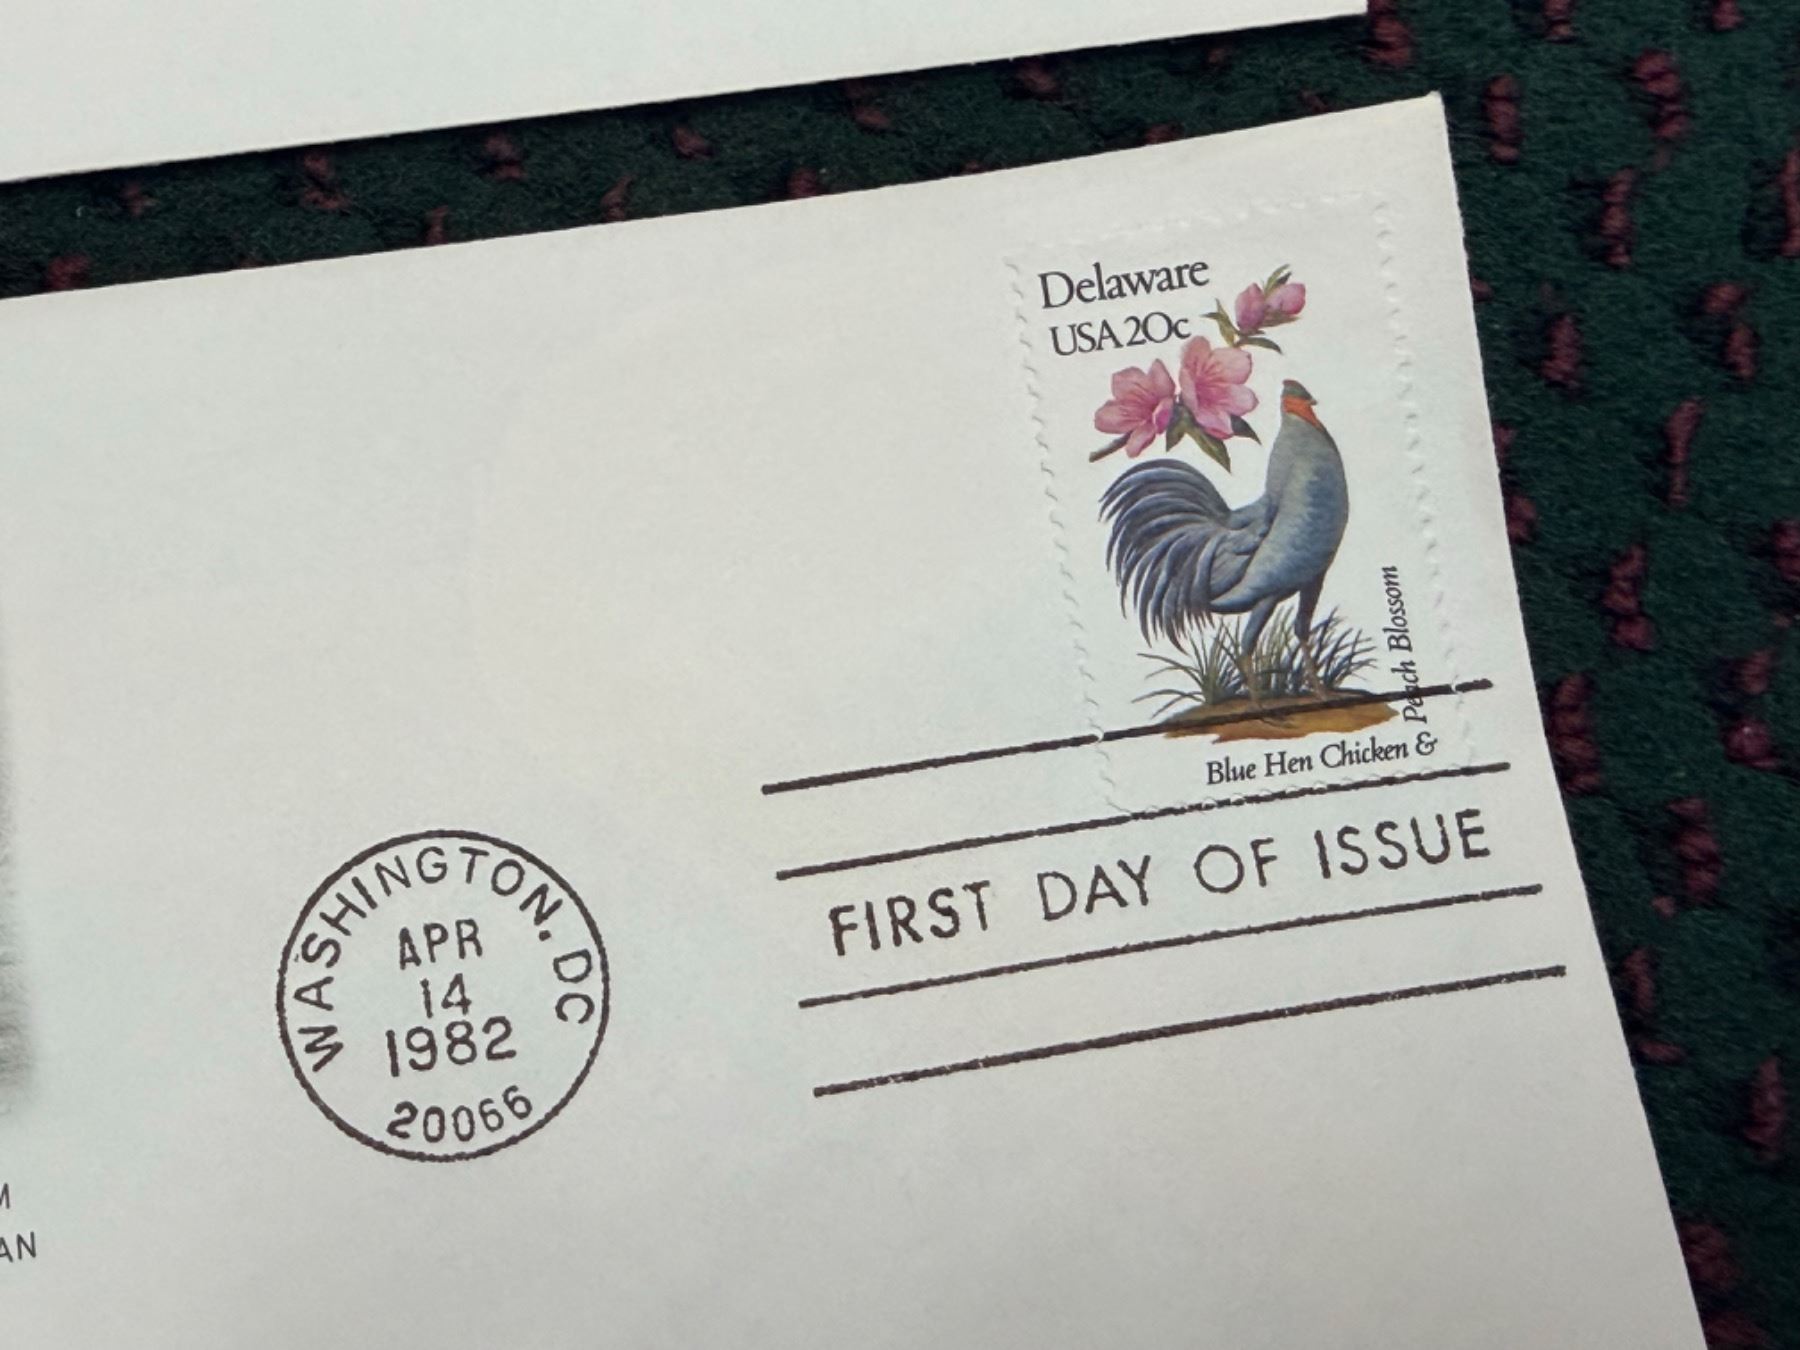 Delaware
USA 20c
Peach Blossom
Blue Hen Chicken &
FIRST DAY OF ISSUE
WASHINGTON. DC
APR
14
1982
20066
M
AN